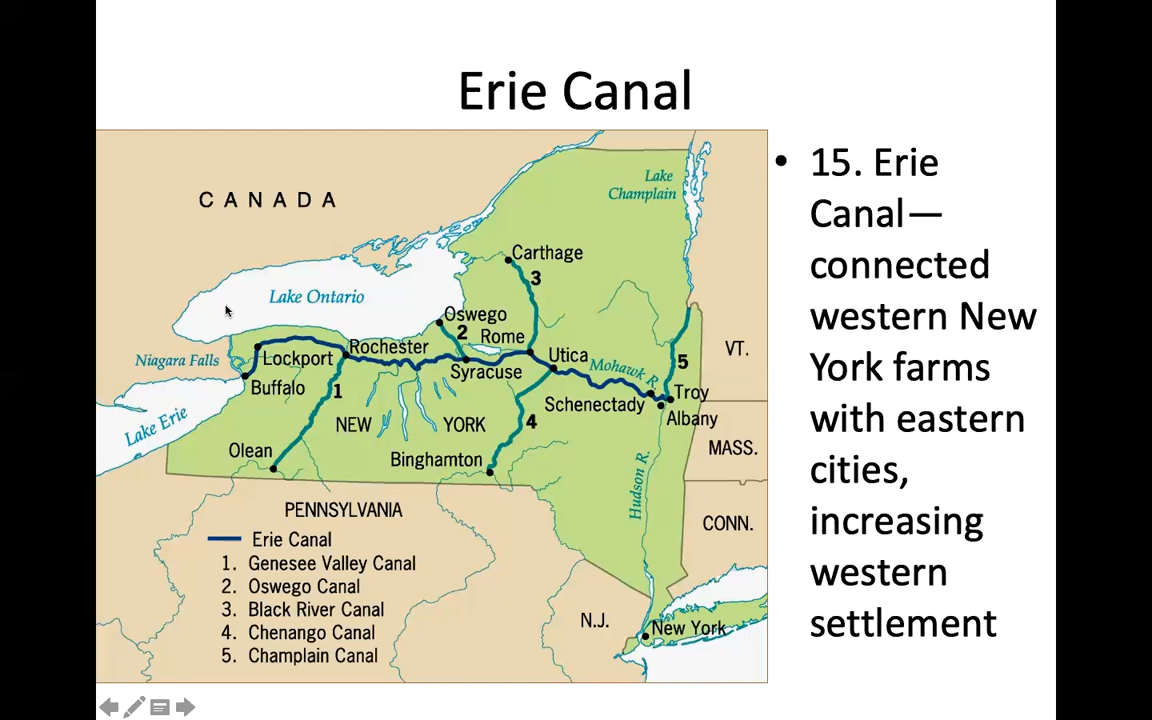 Erie Canal
CANADA
Lake Champlain
Carthage
3
Lake Ontario
Oswego
2
Rome
Niagara Falls
Lockport
Rochester
Utica
Mohawk R.
VT.
Buffalo
1
Syracuse
5
Troy
Schenectady
Albany
Lake Erie
NEW YORK
4
MASS.
Olean
Binghamton
Hudson R.
PENNSYLVANIA
CONN.
Erie Canal
1. Genesee Valley Canal
2. Oswego Canal
3. Black River Canal
4. Chenango Canal
5. Champlain Canal
N.J.
New York
• 15. Erie
Canal—
connected
western New
York farms
with eastern
cities,
increasing
western
settlement